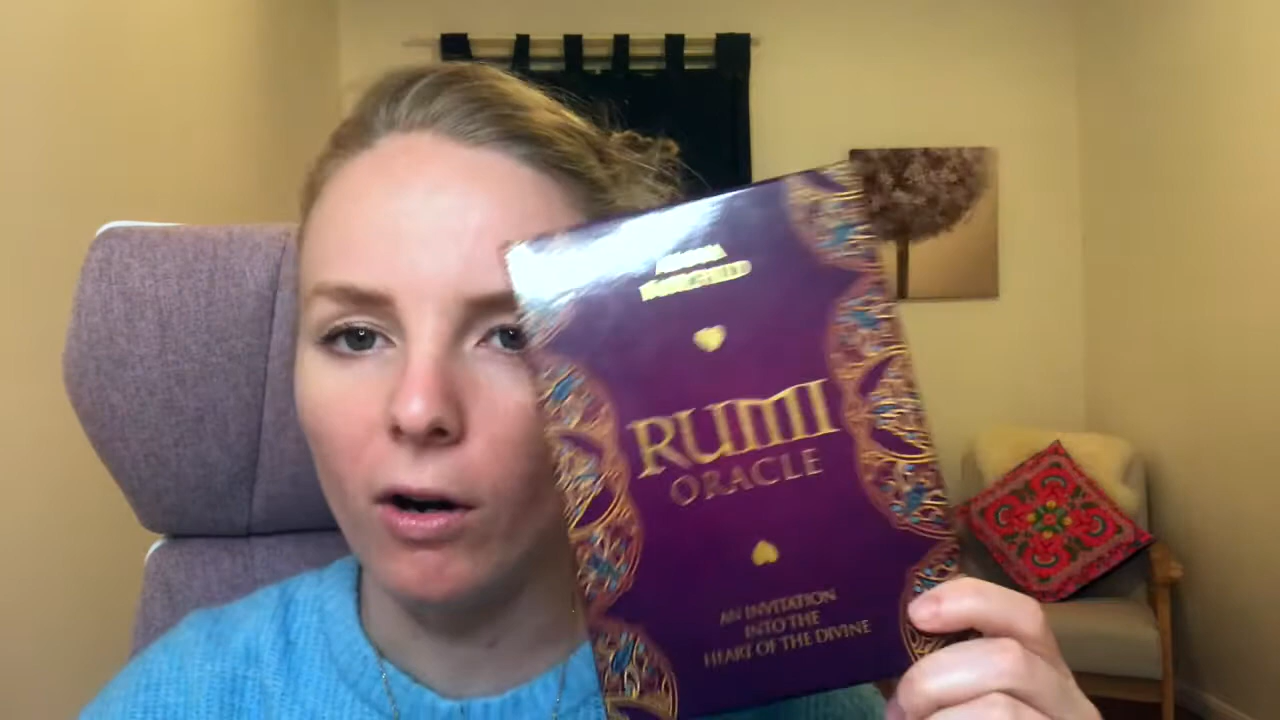 RUMI
ORACLE
AN INVITATION
INTO THE
HEART OF THE DIVINE